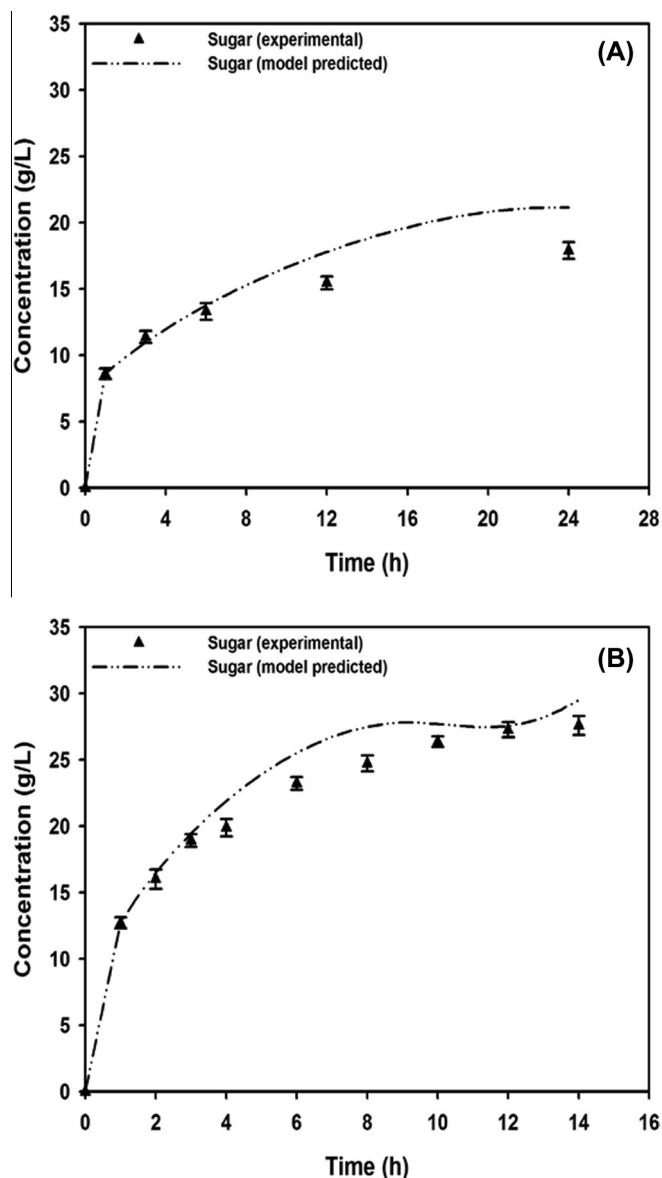 35
30
25
20
15
10
5
0
Concentration (g/L)
Sugar (experimental)
Sugar (model predicted)
(A)
0 4 8 12 16 20 24 28
Time (h)
35
30
25
20
15
10
5
0
Concentration (g/L)
Sugar (experimental)
Sugar (model predicted)
(B)
0 2 4 6 8 10 12 14 16
Time (h)